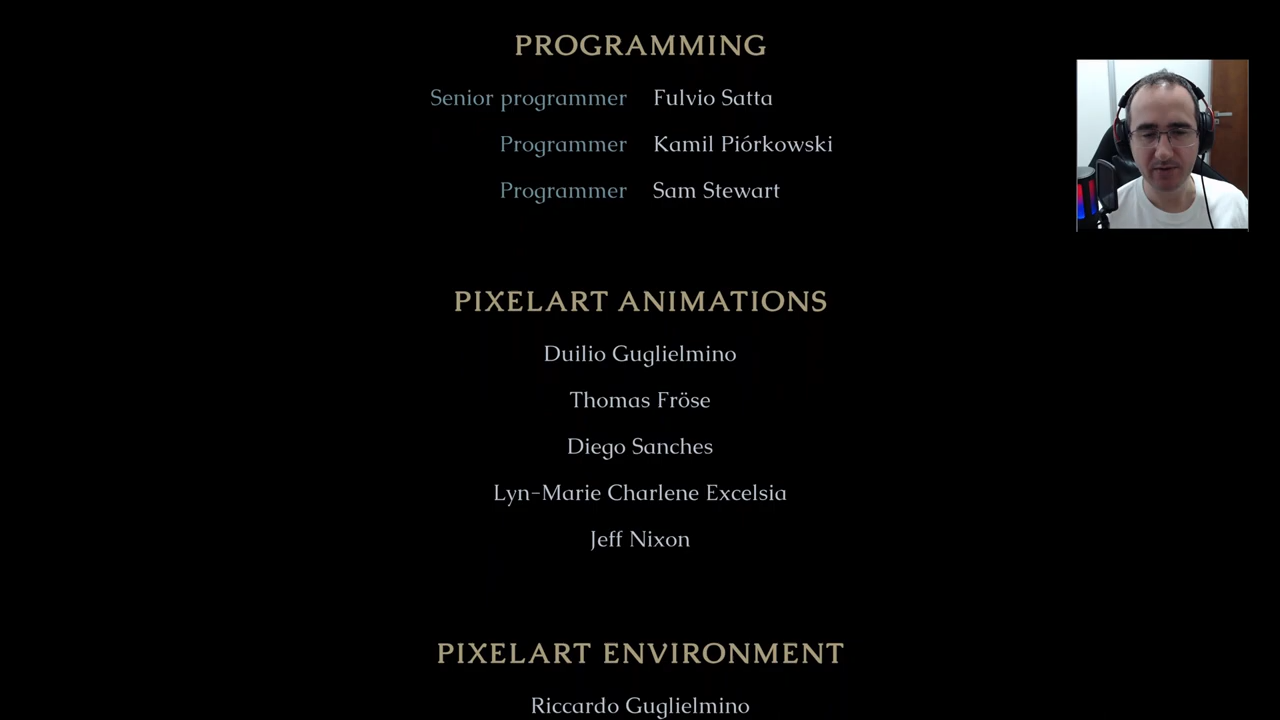 PROGRAMMING
Senior programmer Fulvio Satta
Programmer Kamil Piórkowski
Programmer Sam Stewart
PIXELART ANIMATIONS
Duilio Guglielmino
Thomas Fröse
Diego Sanches
Lyn-Marie Charlene Excelsia
Jeff Nixon
PIXELART ENVIRONMENT
Riccardo Guglielmino